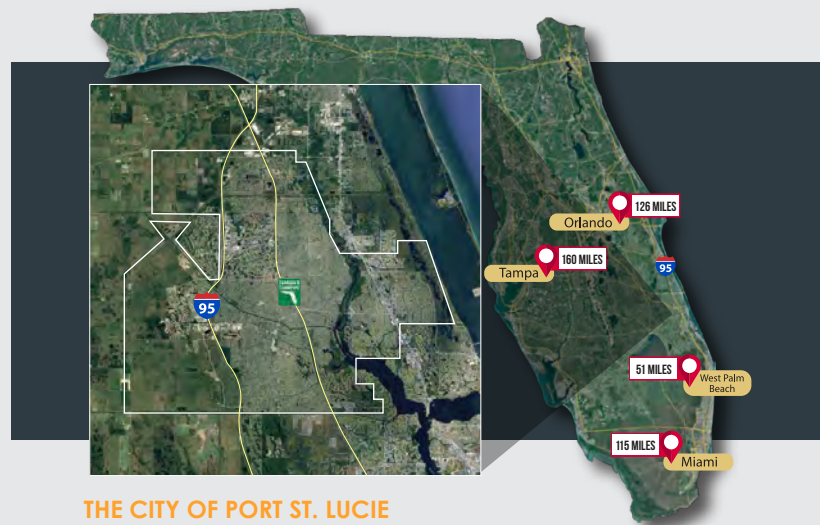 126 MILES
Orlando
160 MILES
Tampa
95
95
51 MILES
West Palm
Beach
115 MILES
Miami
THE CITY OF PORT ST. LUCIE